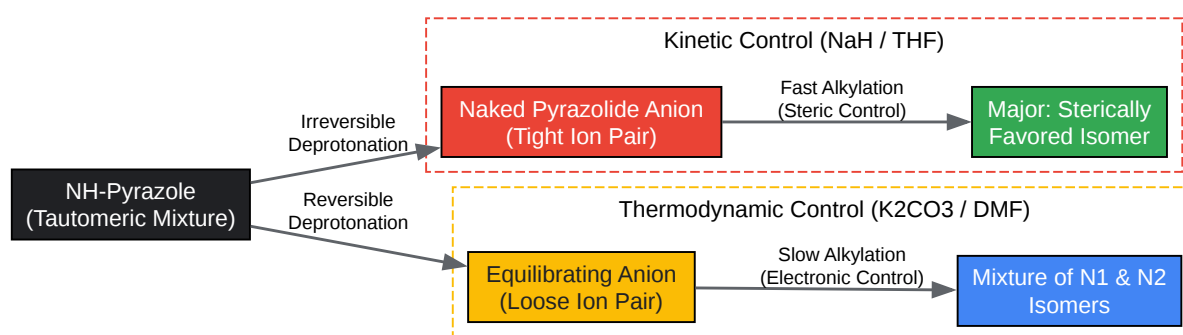 Kinetic Control (NaH / THF)
Irreversible
Deprotonation
Naked Pyrazolide Anion
(Tight Ion Pair)
Fast Alkylation
(Steric Control)
Major: Sterically
Favored Isomer
NH-Pyrazole
(Tautomeric Mixture)
Reversible
Deprotonation
Thermodynamic Control (K2CO3 / DMF)
Equilibrating Anion
(Loose Ion Pair)
Slow Alkylation
(Electronic Control)
Mixture of N1 & N2
Isomers